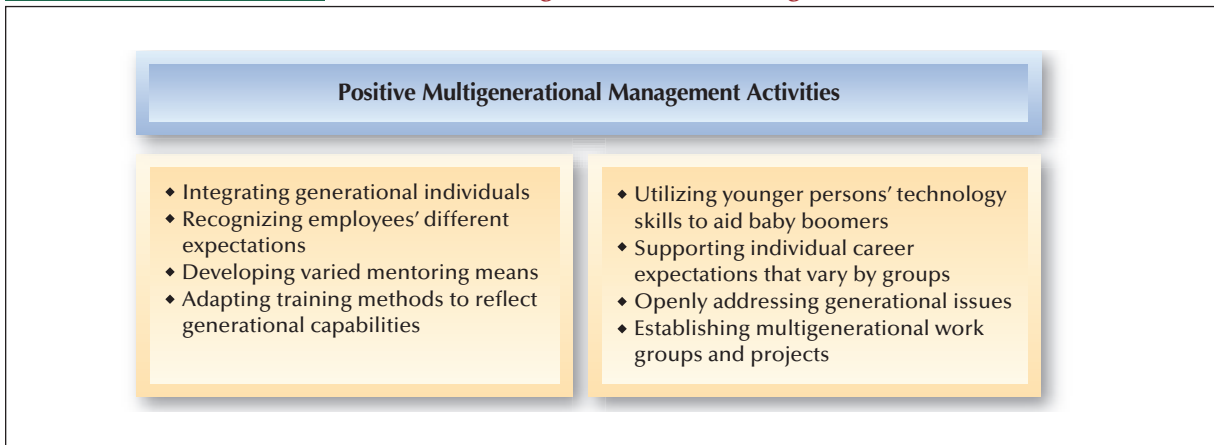 Positive Multigenerational Management Activities
◆ Integrating generational individuals
◆ Recognizing employees’ different
expectations
◆ Developing varied mentoring means
◆ Adapting training methods to reflect
generational capabilities
◆ Utilizing younger persons’ technology
skills to aid baby boomers
◆ Supporting individual career
expectations that vary by groups
◆ Openly addressing generational issues
◆ Establishing multigenerational work
groups and projects